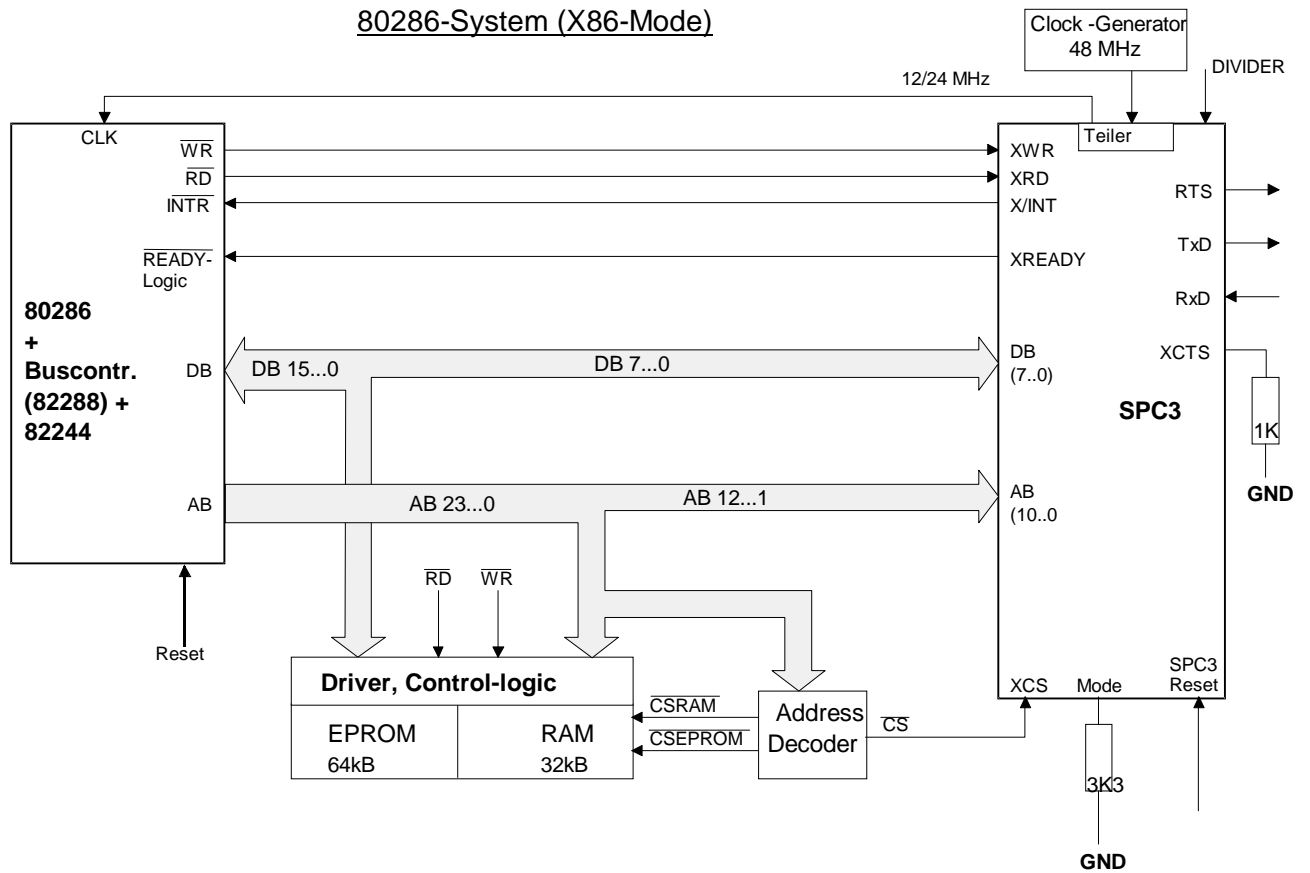 80286-System (X86-Mode)
Clock -Generator
48 MHz
12/24 MHz
DIVIDER
CLK
Teiler
WR
XWR
RD
XRD
INTR
X/INT
RTS
READY-
Logic
XREADY
TxD
RxD
80286
+
Buscontr.
(82288) +
82244
DB
DB 15...0
DB 7...0
DB
(7..0)
XCTS
SPC3
1K
GND
AB
AB 23...0
AB 12...1
AB
(10..0
Reset
RD
WR
Driver, Control-logic
EPROM
64kB
RAM
32kB
CSRAM
CSEPROM
Address
Decoder
CS
XCS
Mode
SPC3
Reset
3K3
GND